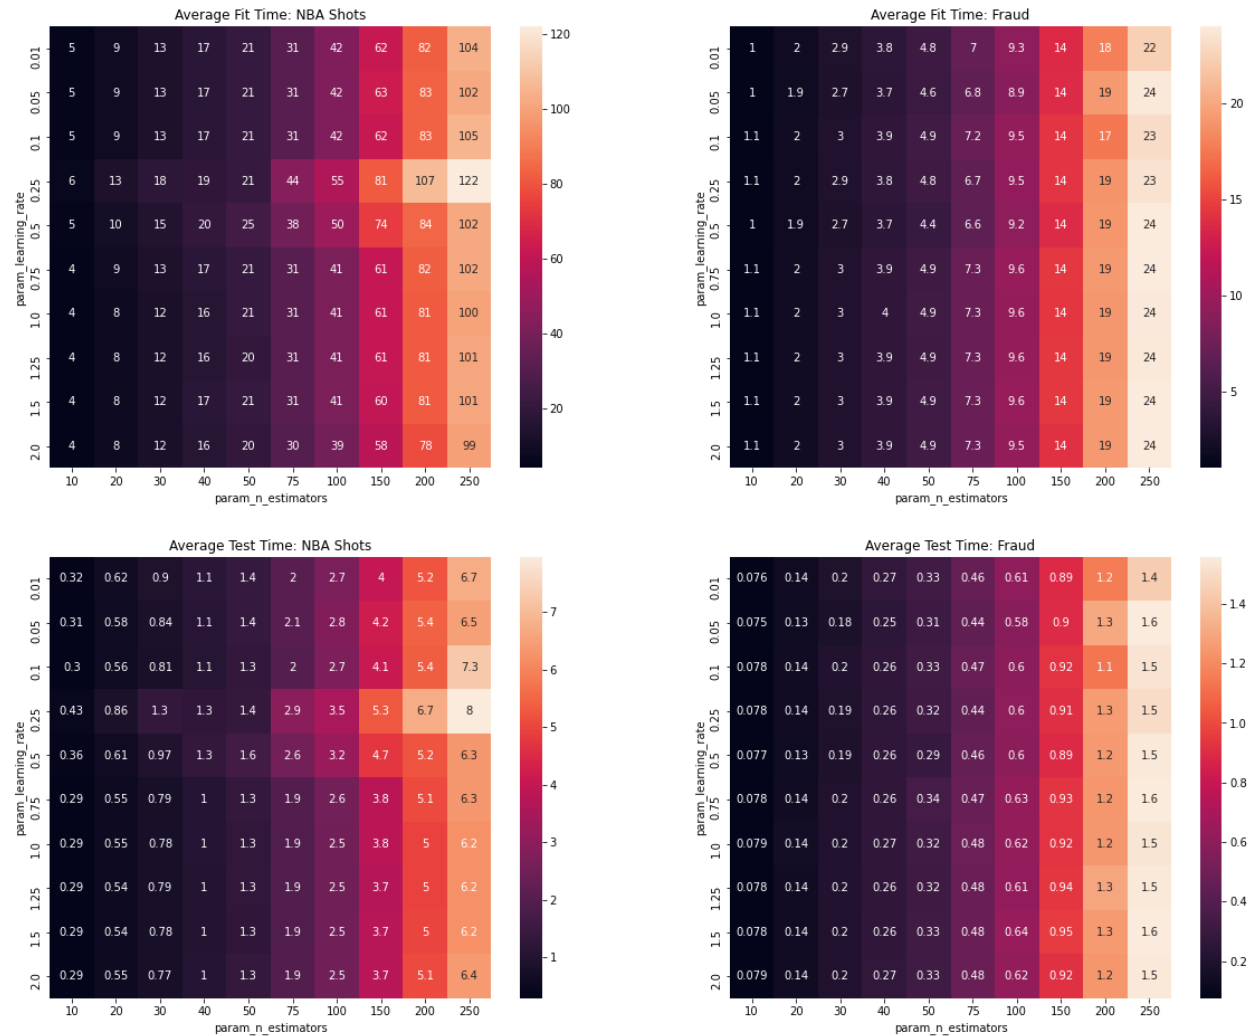 Average Fit Time: NBA Shots
param_learning_rate
0.01 5 9 13 17 21 31 42 62 82 104
0.05 5 9 13 17 21 31 42 63 83 102
0.1 5 9 13 17 21 31 42 62 83 105
0.25 6 13 18 19 21 44 55 81 107 122
0.5 5 10 15 20 25 38 50 74 84 102
0.75 4 9 13 17 21 31 41 61 82 102
1.0 4 8 12 16 21 31 41 61 81 100
1.25 4 8 12 16 20 31 41 61 81 101
1.5 4 8 12 17 21 31 41 60 81 101
2.0 4 8 12 16 20 30 39 58 78 99
10 20 30 40 50 75 100 150 200 250
param_n_estimators
120
100
80
60
40
20
Average Fit Time: Fraud
param_learning_rate
0.01 1 2 2.9 3.8 4.8 7 9.3 14 18 22
0.05 1 1.9 2.7 3.7 4.6 6.8 8.9 14 19 24
0.1 1.1 2 3 3.9 4.9 7.2 9.5 14 17 23
0.25 1.1 2 2.9 3.8 4.8 6.7 9.5 14 19 23
0.5 1 1.9 2.7 3.7 4.4 6.6 9.2 14 19 24
0.75 1.1 2 3 3.9 4.9 7.3 9.6 14 19 24
1.0 1.1 2 3 4 4.9 7.3 9.6 14 19 24
1.25 1.1 2 3 3.9 4.9 7.3 9.6 14 19 24
1.5 1.1 2 3 3.9 4.9 7.3 9.6 14 19 24
2.0 1.1 2 3 3.9 4.9 7.3 9.5 14 19 24
10 20 30 40 50 75 100 150 200 250
param_n_estimators
20
15
10
5
Average Test Time: NBA Shots
param_learning_rate
0.01 0.32 0.62 0.9 1.1 1.4 2 2.7 4 5.2 6.7
0.05 0.31 0.58 0.84 1.1 1.4 2.1 2.8 4.2 5.4 6.5
0.1 0.3 0.56 0.81 1.1 1.3 2 2.7 4.1 5.4 7.3
0.25 0.43 0.86 1.3 1.3 1.4 2.9 3.5 5.3 6.7 8
0.5 0.36 0.61 0.97 1.3 1.6 2.6 3.2 4.7 5.2 6.3
0.75 0.29 0.55 0.79 1 1.3 1.9 2.6 3.8 5.1 6.3
1.0 0.29 0.55 0.78 1 1.3 1.9 2.5 3.8 5 6.2
1.25 0.29 0.54 0.79 1 1.3 1.9 2.5 3.7 5 6.2
1.5 0.29 0.54 0.78 1 1.3 1.9 2.5 3.7 5 6.2
2.0 0.29 0.55 0.77 1 1.3 1.9 2.5 3.7 5.1 6.4
10 20 30 40 50 75 100 150 200 250
param_n_estimators
7
6
5
4
3
2
1
Average Test Time: Fraud
param_learning_rate
0.01 0.076 0.14 0.2 0.27 0.33 0.46 0.61 0.89 1.2 1.4
0.05 0.075 0.13 0.18 0.25 0.31 0.44 0.58 0.9 1.3 1.6
0.1 0.078 0.14 0.2 0.26 0.33 0.47 0.6 0.92 1.1 1.5
0.25 0.078 0.14 0.19 0.26 0.32 0.44 0.6 0.91 1.3 1.5
0.5 0.077 0.13 0.19 0.26 0.29 0.46 0.6 0.89 1.2 1.5
0.75 0.078 0.14 0.2 0.26 0.34 0.47 0.63 0.93 1.2 1.6
1.0 0.079 0.14 0.2 0.27 0.32 0.48 0.62 0.92 1.2 1.5
1.25 0.078 0.14 0.2 0.26 0.32 0.48 0.61 0.94 1.3 1.5
1.5 0.078 0.14 0.2 0.26 0.33 0.48 0.64 0.95 1.3 1.6
2.0 0.079 0.14 0.2 0.27 0.33 0.48 0.62 0.92 1.2 1.5
10 20 30 40 50 75 100 150 200 250
param_n_estimators
1.4
1.2
1.0
0.8
0.6
0.4
0.2